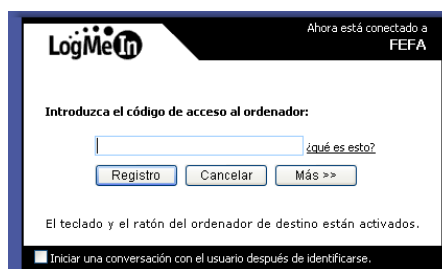 LogMeIn
Ahora está conectado a
FEFA
Introduzca el código de acceso al ordenador:
¿qué es esto?
Registro Cancelar Más >>
El teclado y el ratón del ordenador de destino están activados.
Iniciar una conversación con el usuario después de identificarse.